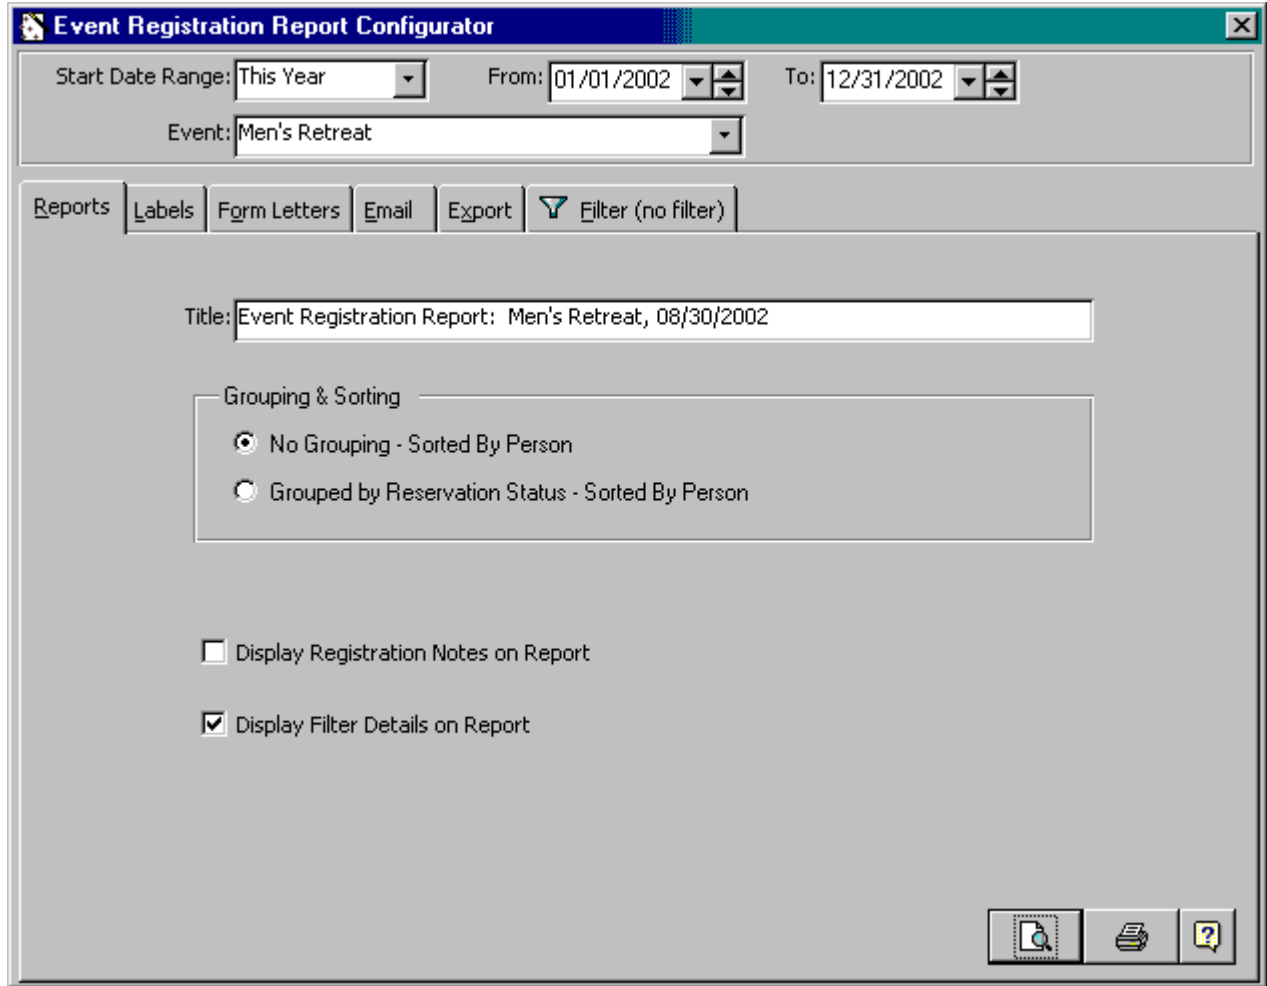 Event Registration Report Configurator
Start Date Range: This Year From: 01/01/2002 To: 12/31/2002
Event: Men's Retreat
Reports Labels Form Letters Email Export Filter (no filter)
Title: Event Registration Report:  Men's Retreat, 08/30/2002
Grouping & Sorting
No Grouping - Sorted By Person
Grouped by Reservation Status - Sorted By Person
Display Registration Notes on Report
Display Filter Details on Report
?